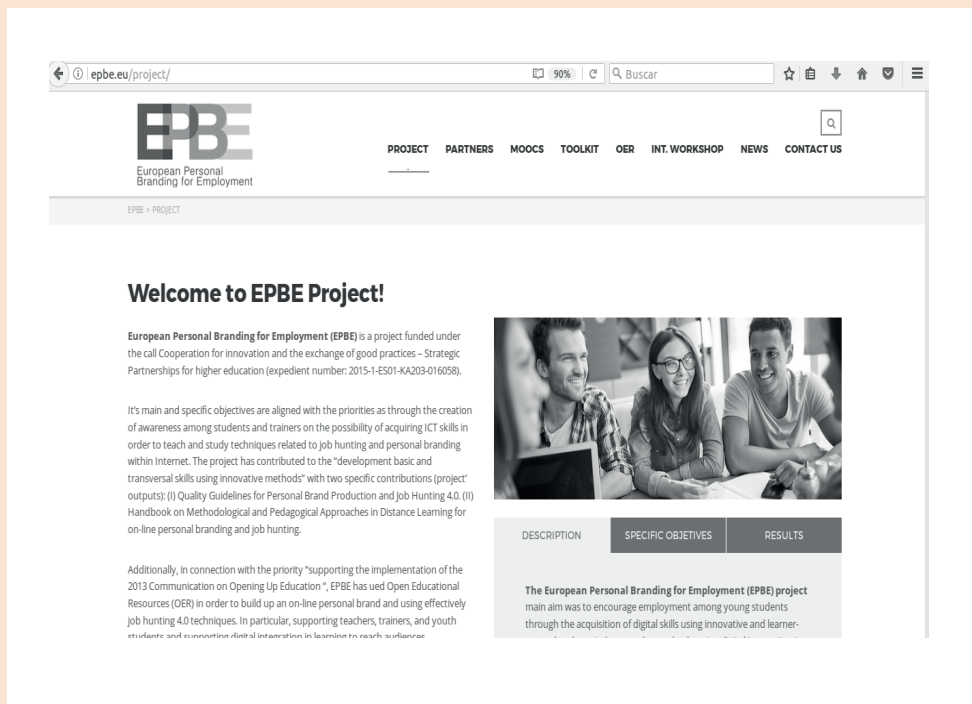 epbe.eu/project/
90%
Buscar
EPBE
European Personal
Branding for Employment
PROJECT PARTNERS MOOCS TOOLKIT OER INT. WORKSHOP NEWS CONTACT US
EPBE > PROJECT
Welcome to EPBE Project!
European Personal Branding for Employment (EPBE) is a project funded under
the call Cooperation for innovation and the exchange of good practices – Strategic
Partnerships for higher education (expedient number: 2015-1-ES01-KA203-016058).
It's main and specific objectives are aligned with the priorities as through the creation
of awareness among students and trainers on the possibility of acquiring ICT skills in
order to teach and study techniques related to job hunting and personal branding
within Internet. The project has contributed to the "development basic and
transversal skills using innovative methods" with two specific contributions (project'
outputs): (I) Quality Guidelines for Personal Brand Production and Job Hunting 4.0. (II)
Handbook on Methodological and Pedagogical Approaches in Distance Learning for
on-line personal branding and job hunting.
Additionally, in connection with the priority "supporting the implementation of the
2013 Communication on Opening Up Education ", EPBE has ued Open Educational
Resources (OER) in order to build up an on-line personal brand and using effectively
job hunting 4.0 techniques. In particular, supporting teachers, trainers, and youth
students and supporting digital integration in learning to reach audiences
DESCRIPTION SPECIFIC OBJETIVES RESULTS
The European Personal Branding for Employment (EPBE) project
main aim was to encourage employment among young students
through the acquisition of digital skills using innovative and learner-